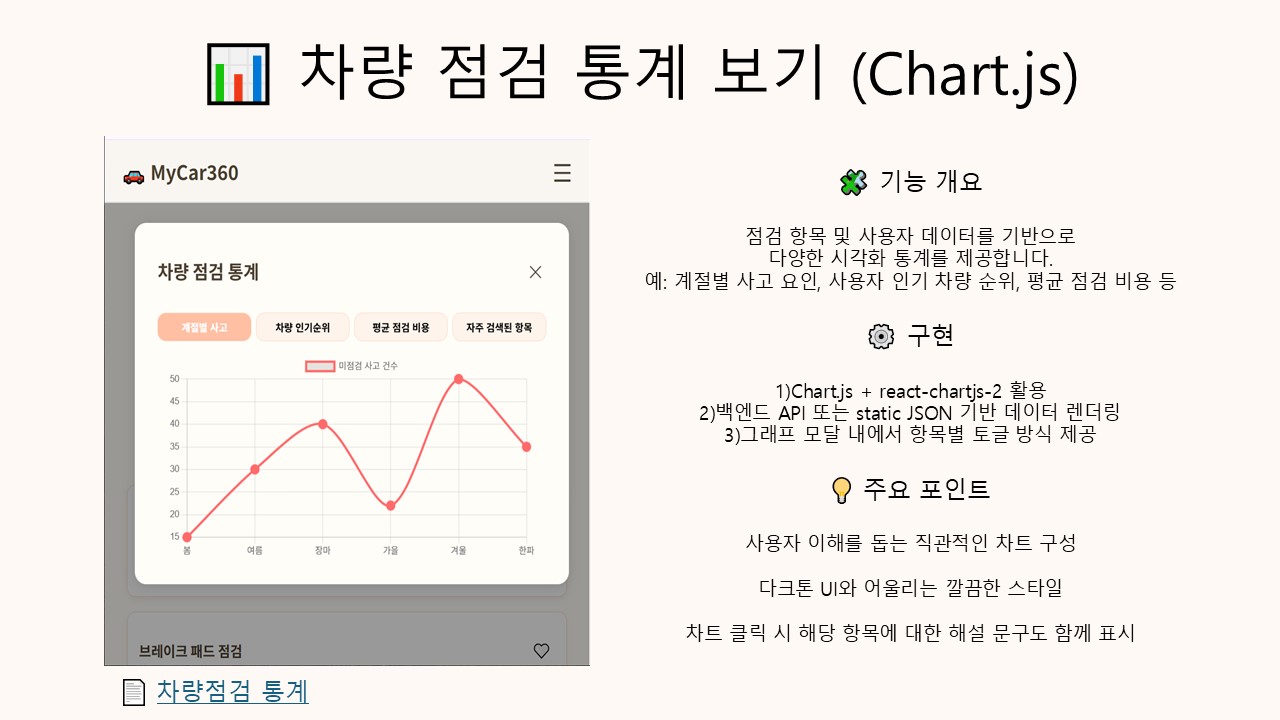 📊 차량 점검 통계 보기 (Chart.js)
🚗 MyCar360
차량 점검 통계
계절별 사고
차량 인기순위
평균 점검 비용
자주 검색된 항목
미점검 사고 건수
50
45
40
35
30
25
20
15
봄
여름
장마
가을
겨울
한파
브레이크 패드 점검
📄 차량점검 통계
🧩 기능 개요
점검 항목 및 사용자 데이터를 기반으로
다양한 시각화 통계를 제공합니다.
예: 계절별 사고 요인, 사용자 인기 차량 순위, 평균 점검 비용 등
⚙️ 구현
1)Chart.js + react-chartjs-2 활용
2)백엔드 API 또는 static JSON 기반 데이터 렌더링
3)그래프 모달 내에서 항목별 토글 방식 제공
💡 주요 포인트
사용자 이해를 돕는 직관적인 차트 구성
다크톤 UI와 어울리는 깔끔한 스타일
차트 클릭 시 해당 항목에 대한 해설 문구도 함께 표시